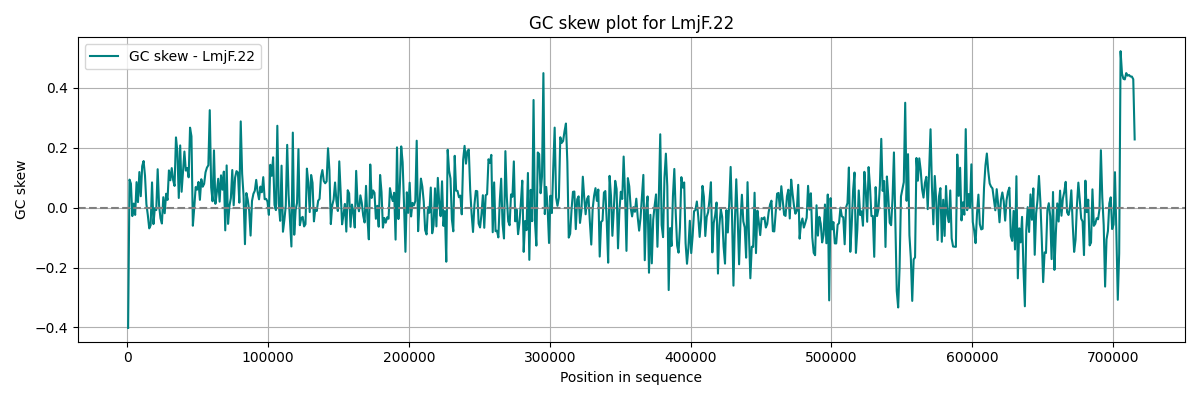 GC skew plot for LmjF.22
GC skew - LmjF.22
GC skew
0.4
0.2
0.0
−0.2
−0.4
0 100000 200000 300000 400000 500000 600000 700000
Position in sequence